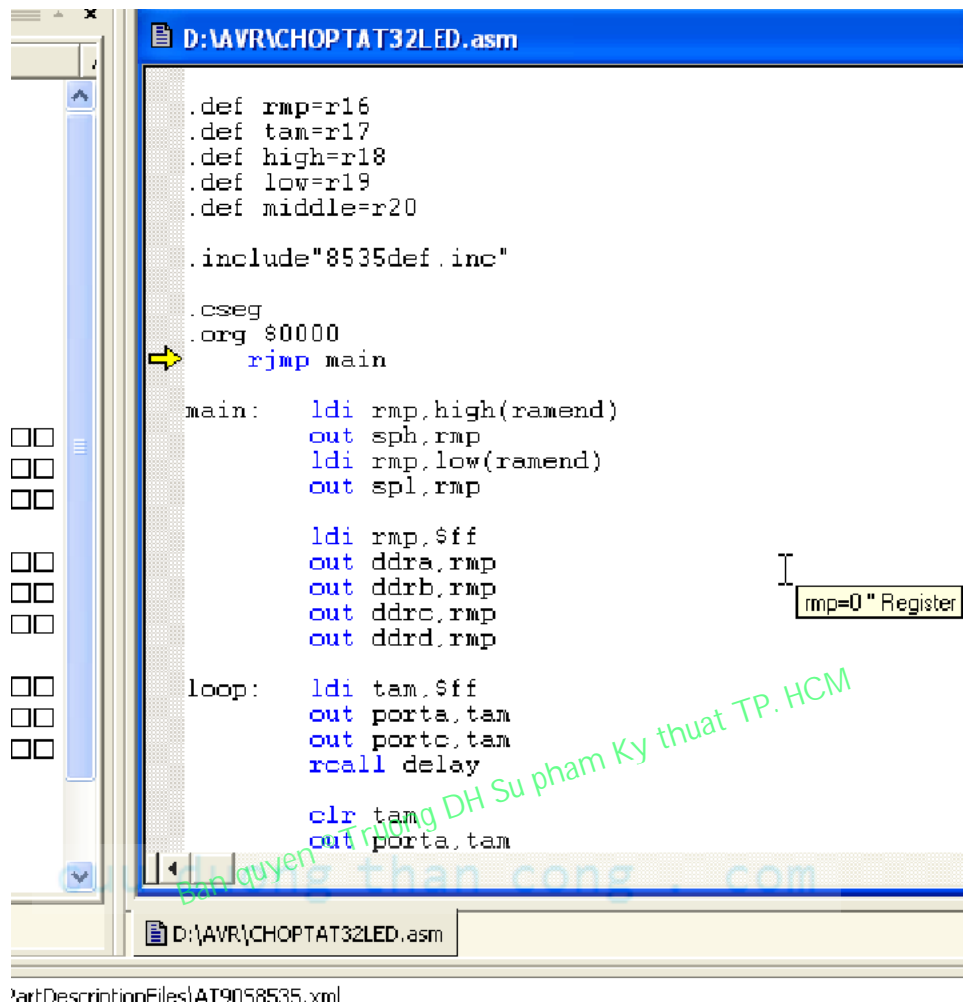 D:\AVR\CHOPTAT32LED.asm
.def rmp=r16
.def tam=r17
.def high=r18
.def low=r19
.def middle=r20
.include"8535def.inc"
.cseg
.org $0000
rjmp main
main: ldi rmp,high(ramend)
out sph,rmp
ldi rmp,low(ramend)
out spl,rmp
ldi rmp,$ff
out ddra,rmp
out ddrb,rmp
out ddrc,rmp
out ddrd,rmp
rmp=0 " Register
loop: ldi tam,$ff
out porta,tam
out portc,tam
rcall delay
clr tam
out porta,tam
Ban quyen © Truong DH Su pham Ky thuat TP. HCM
cuu duong than cong . com
D:\AVR\CHOPTAT32LED.asm
PartDescriptionFiles\AT90S8535.xml